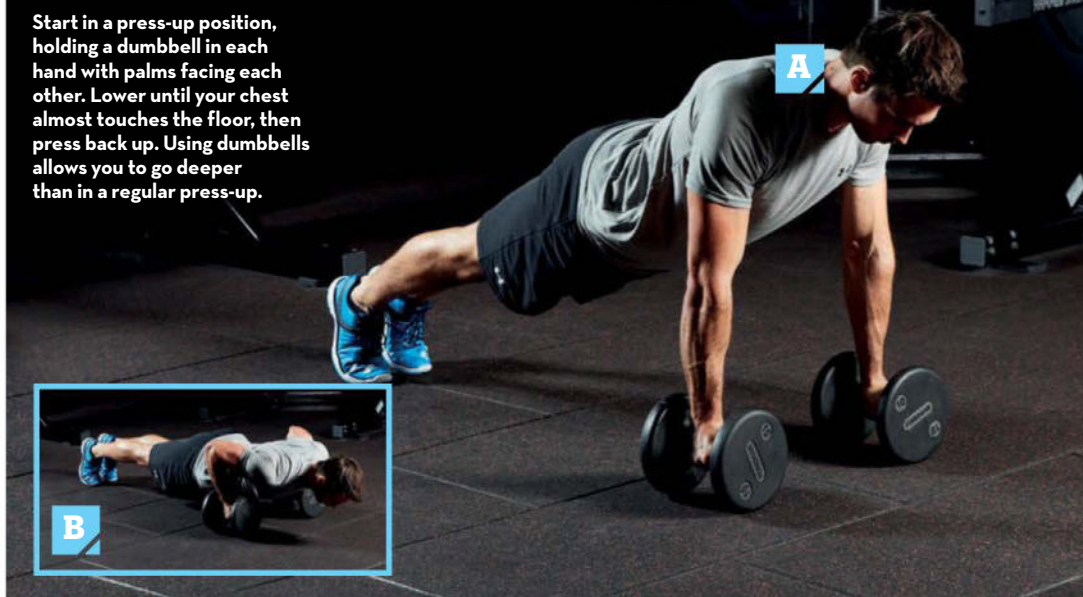 Start in a press-up position,
holding a dumbbell in each
hand with palms facing each
other. Lower until your chest
almost touches the floor, then
press back up. Using dumbbells
allows you to go deeper
than in a regular press-up.
A
B